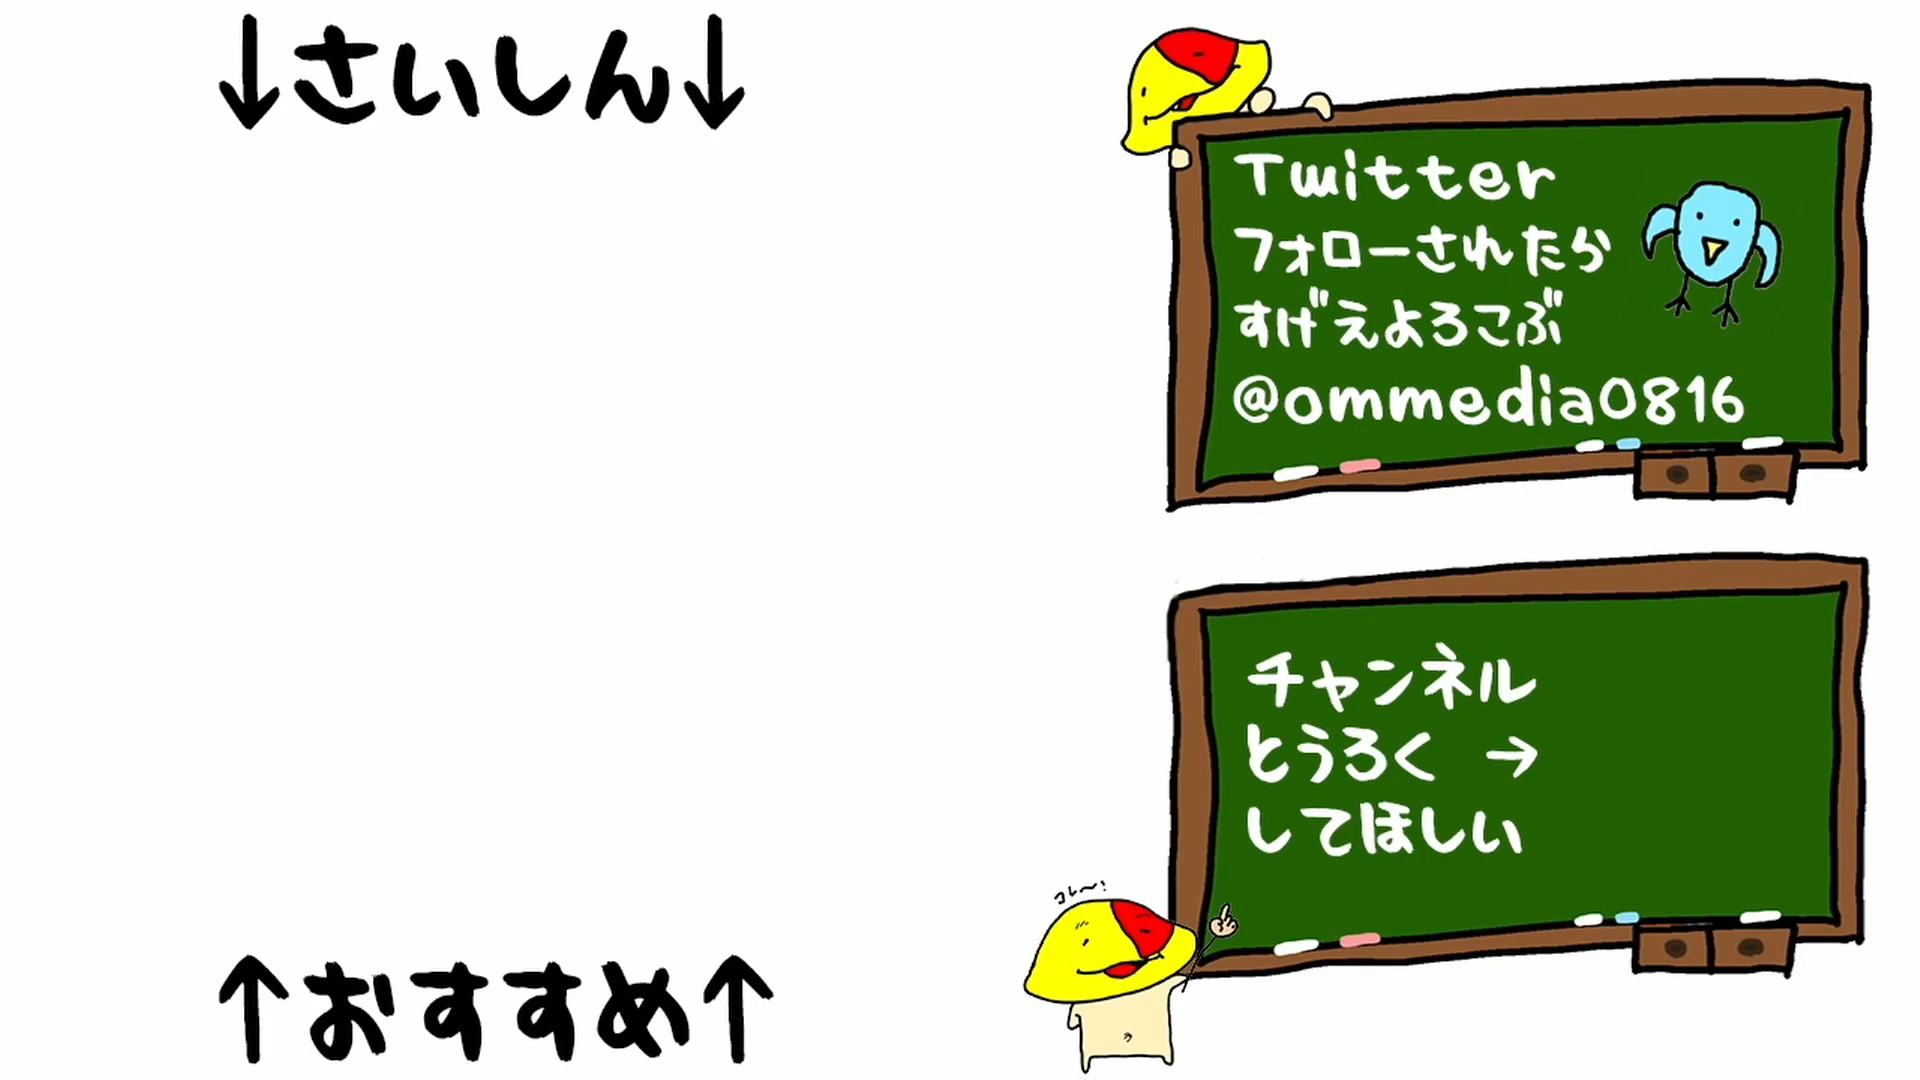 ↓さいしん↓
Twitter
フォローされたら
すげえよろこぶ
@ommedia0816
チャンネル
とうろく →
してほしい
コレ〜!
↑おすすめ↑